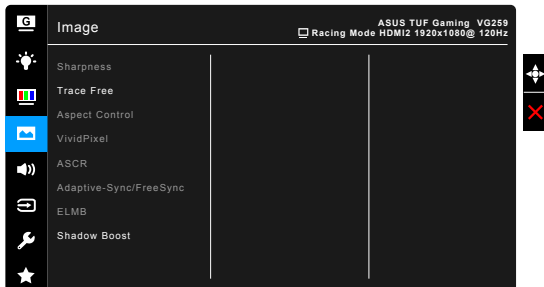 G
Image
ASUS TUF Gaming VG259
Racing Mode HDMI2 1920x1080@ 120Hz
Sharpness
Trace Free
Aspect Control
VividPixel
ASCR
Adaptive-Sync/FreeSync
ELMB
Shadow Boost